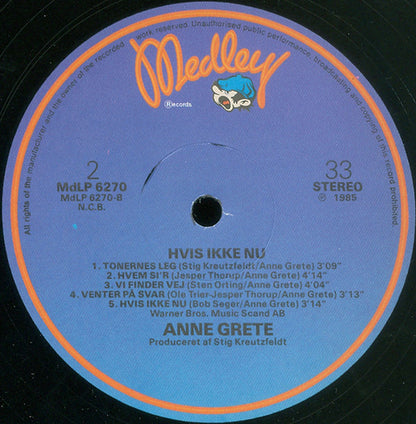 All rights of the manufacturer and the owner of the recorded work reserved. Unauthorised public performance, broadcasting and copying of this record prohibited.
Medley
® Records
2
MdLP 6270
MdLP 6270-B
N.C.B.
33
STEREO
℗ 1985
HVIS IKKE NU
1. TONERNES LEG (Stig Kreutzfeldt/Anne Grete) 3'09"
2. HVEM SI'R (Jesper Thorup/Anne Grete) 4'14"
3. VI FINDER VEJ (Sten Orting/Anne Grete) 4'04"
4. VENTER PÅ SVAR (Ole Trier-Jesper Thorup/Anne Grete) 3'13"
5. HVIS IKKE NU (Bob Seger/Anne Grete) 3'14"
Warner Bros. Music Scand AB
ANNE GRETE
Produceret af Stig Kreutzfeldt